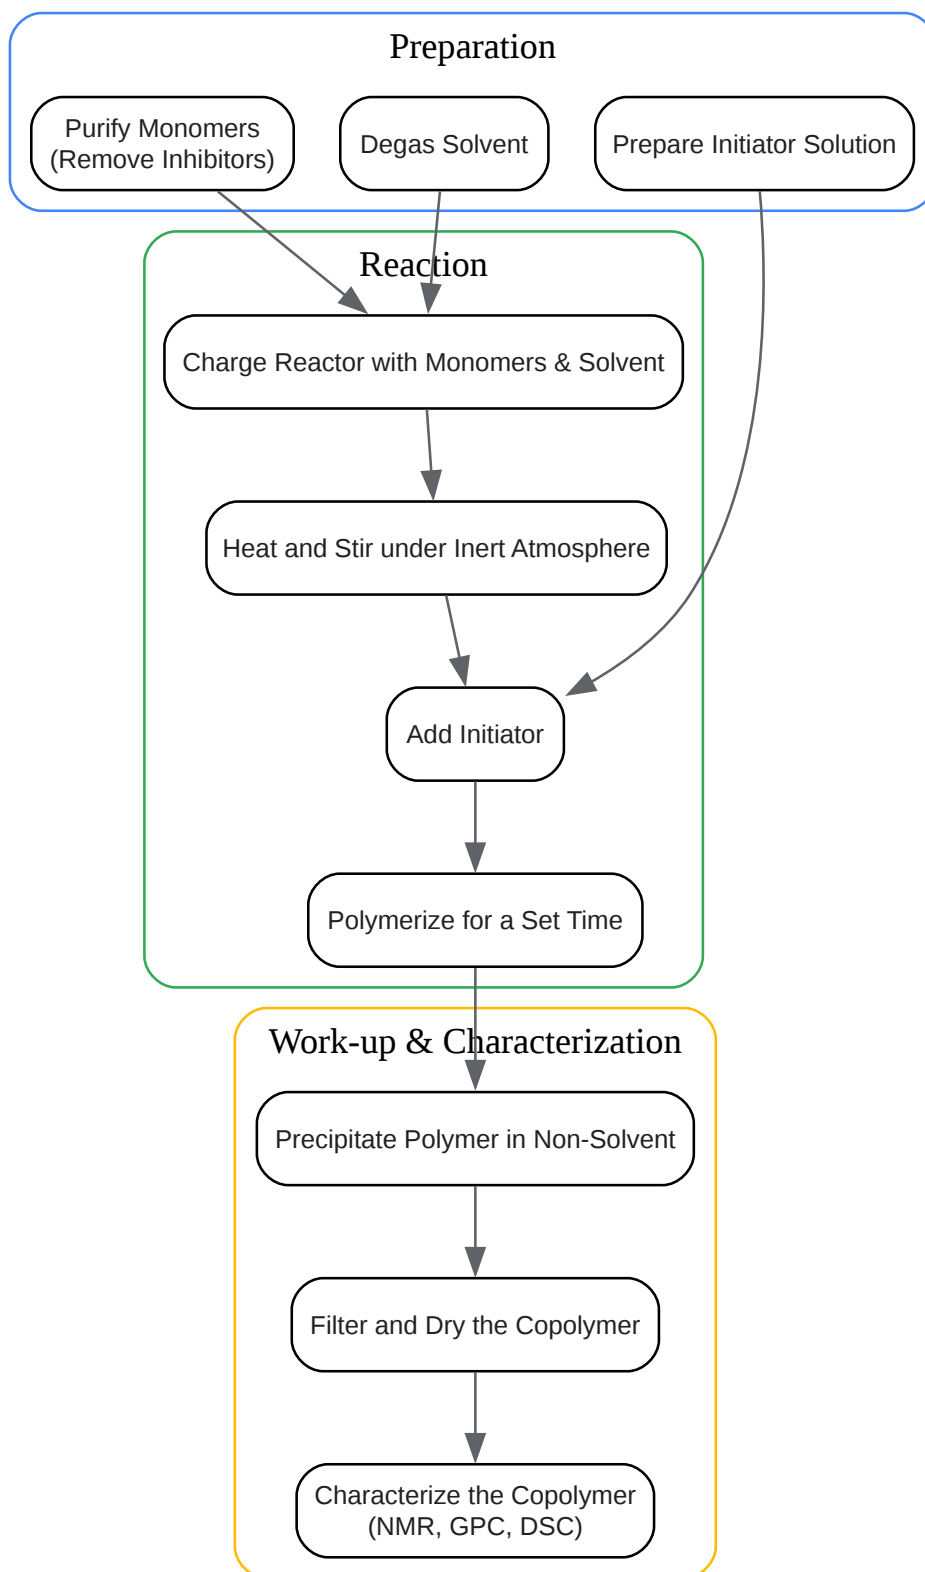 Preparation
Purify Monomers
(Remove Inhibitors)
Degas Solvent
Prepare Initiator Solution
Reaction
Charge Reactor with Monomers & Solvent
Heat and Stir under Inert Atmosphere
Add Initiator
Polymerize for a Set Time
Work-up & Characterization
Precipitate Polymer in Non-Solvent
Filter and Dry the Copolymer
Characterize the Copolymer
(NMR, GPC, DSC)